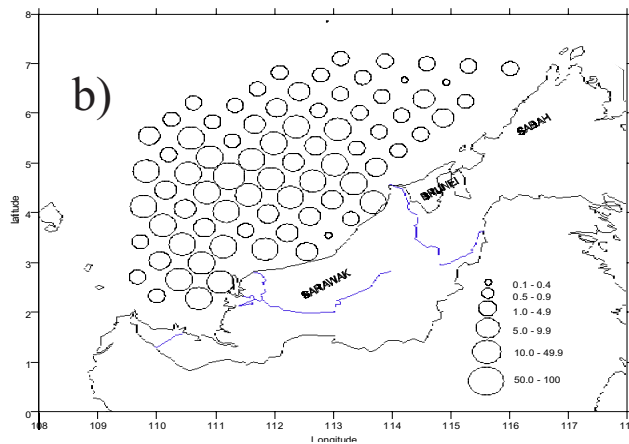 8
b)
7
6
SABAH
5
BRUNEI
latitude
4
3
SARAWAK
0.1 - 0.4
0.5 - 0.9
2
1.0 - 4.9
5.0 - 9.9
1
10.0 - 49.9
50.0 - 100
0
108 109 110 111 112 113 114 115 116 117 11
Longitude